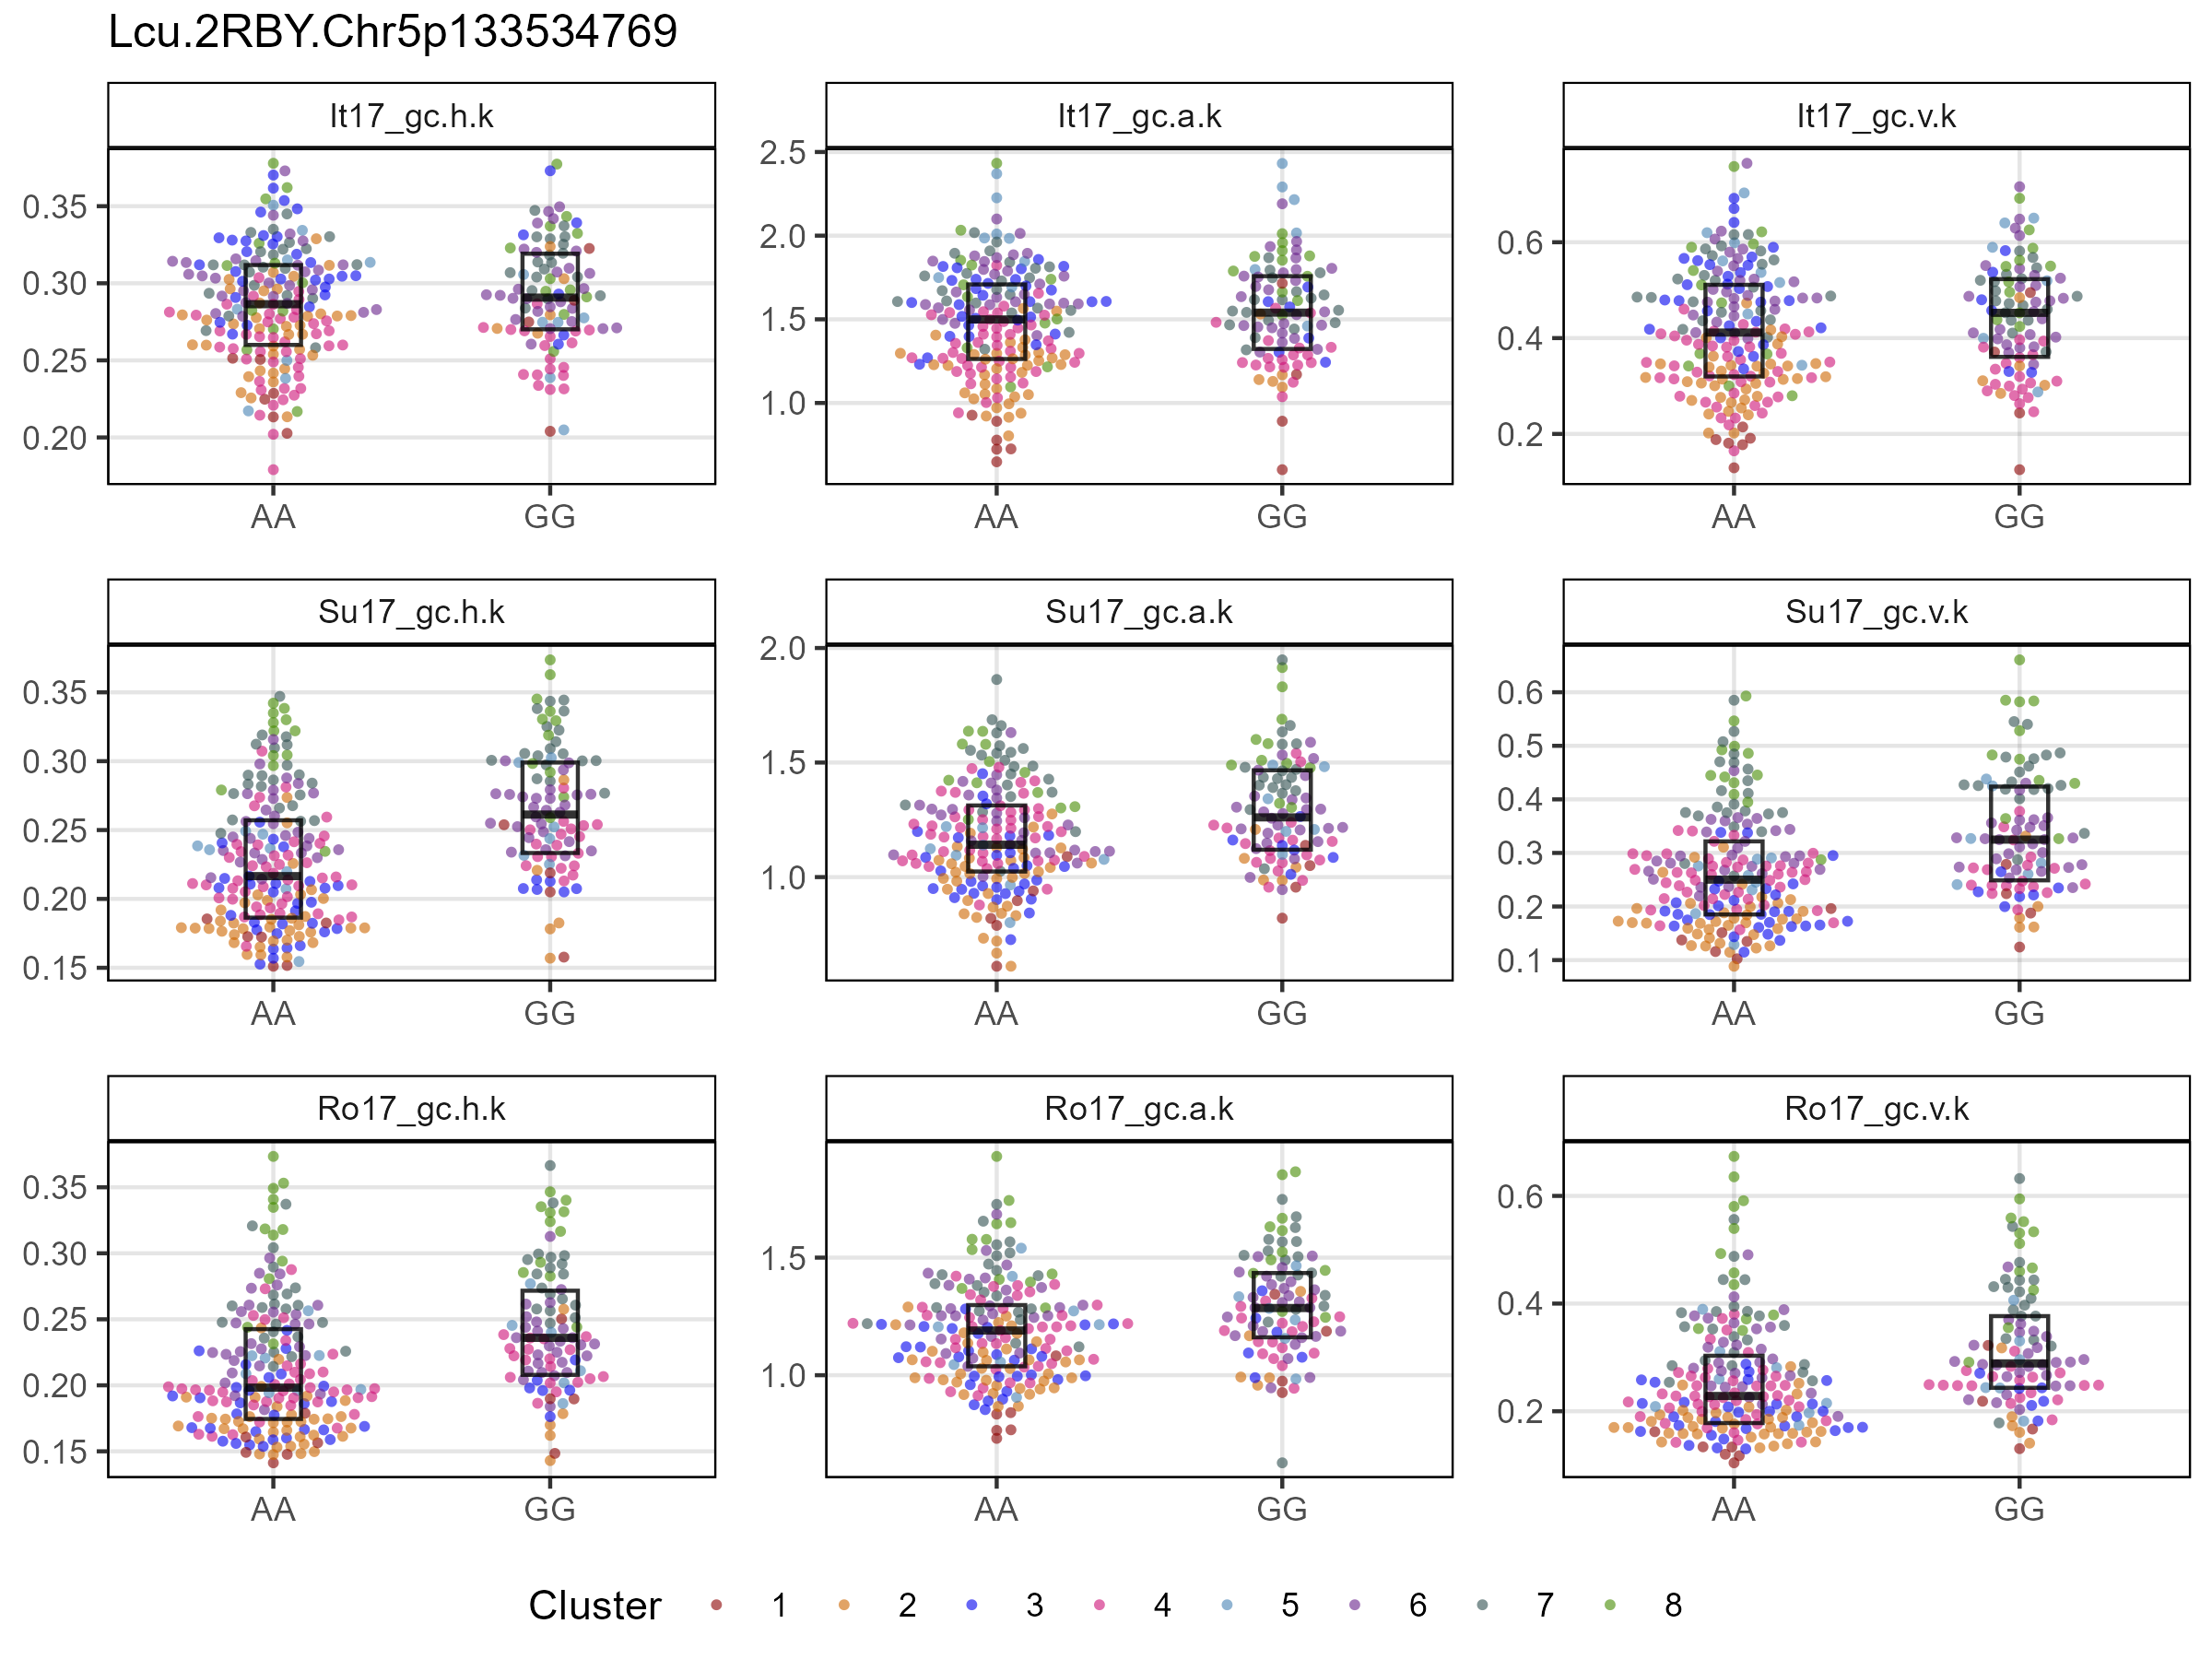 Lcu.2RBY.Chr5p133534769
It17_gc.h.k
It17_gc.a.k
It17_gc.v.k
0.35
0.30
0.25
0.20
AA
GG
2.5
2.0
1.5
1.0
AA
GG
0.6
0.4
0.2
AA
GG
Su17_gc.h.k
Su17_gc.a.k
Su17_gc.v.k
0.35
0.30
0.25
0.20
0.15
AA
GG
2.0
1.5
1.0
AA
GG
0.6
0.5
0.4
0.3
0.2
0.1
AA
GG
Ro17_gc.h.k
Ro17_gc.a.k
Ro17_gc.v.k
0.35
0.30
0.25
0.20
0.15
AA
GG
1.5
1.0
AA
GG
0.6
0.4
0.2
AA
GG
Cluster 1 2 3 4 5 6 7 8